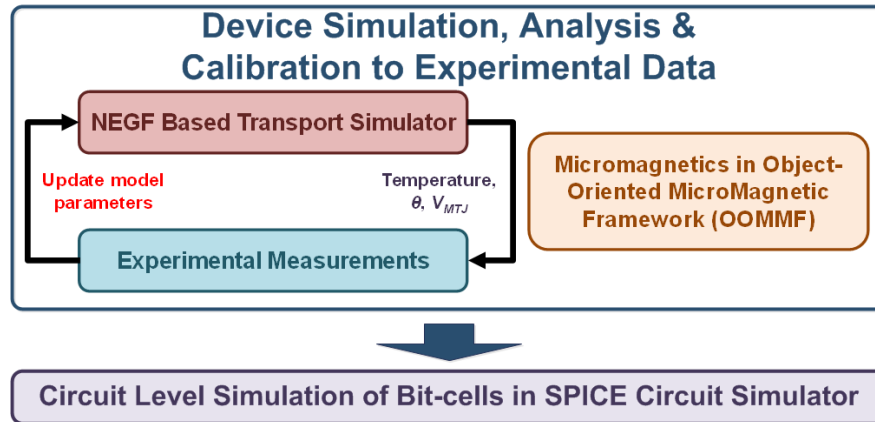 Device Simulation, Analysis &
Calibration to Experimental Data
NEGF Based Transport Simulator
Update model
parameters
Temperature,
θ, V_MTJ
Micromagnetics in Object-
Oriented MicroMagnetic
Framework (OOMMF)
Experimental Measurements
Circuit Level Simulation of Bit-cells in SPICE Circuit Simulator